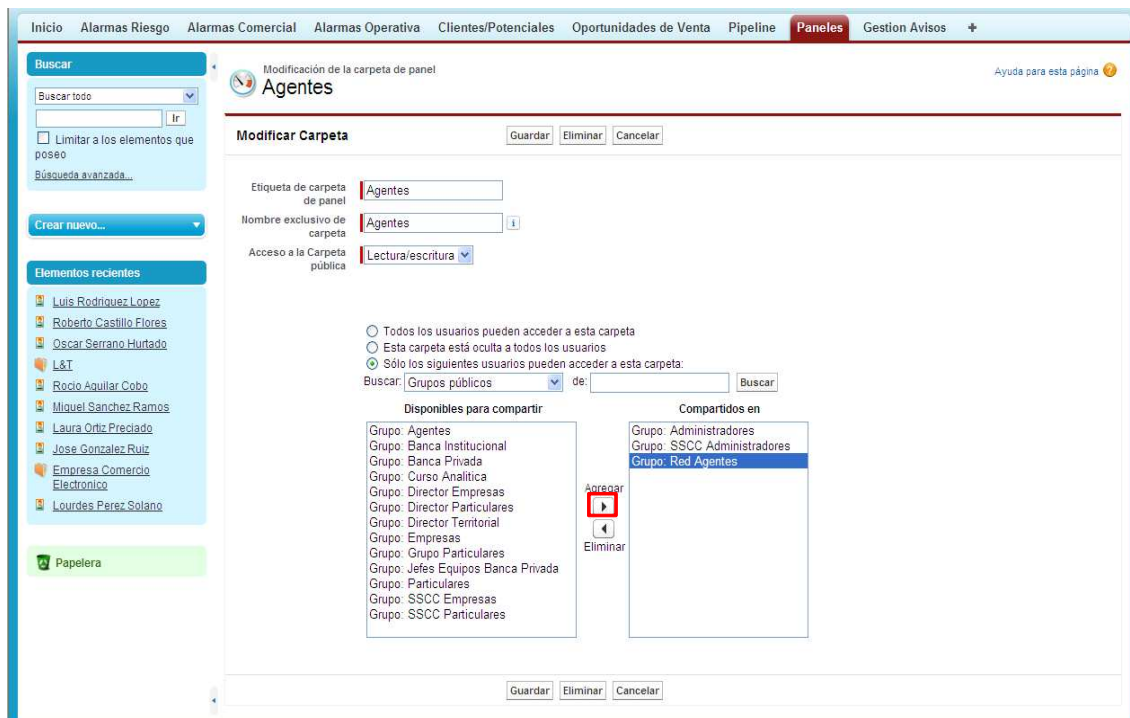 Inicio Alarmas Riesgo Alarmas Comercial Alarmas Operativa Clientes/Potenciales Oportunidades de Venta Pipeline Paneles Gestion Avisos +
Buscar
Buscar todo
Ir
Limitar a los elementos que
poseo
Búsqueda avanzada...
Crear nuevo...
Elementos recientes
Luis Rodriguez Lopez
Roberto Castillo Flores
Oscar Serrano Hurtado
L&T
Rocio Aguilar Cobo
Miguel Sanchez Ramos
Laura Ortiz Preciado
Jose Gonzalez Ruiz
Empresa Comercio
Electronico
Lourdes Perez Solano
Papelera
Modificación de la carpeta de panel
Agentes
Ayuda para esta página ?
Modificar Carpeta
Guardar Eliminar Cancelar
Etiqueta de carpeta
de panel
Agentes
Nombre exclusivo de
carpeta
Agentes
i
Acceso a la Carpeta
pública
Lectura/escritura
Todos los usuarios pueden acceder a esta carpeta
Esta carpeta está oculta a todos los usuarios
Sólo los siguientes usuarios pueden acceder a esta carpeta:
Buscar: Grupos públicos de: Buscar
Disponibles para compartir
Grupo: Agentes
Grupo: Banca Institucional
Grupo: Banca Privada
Grupo: Curso Analitica
Grupo: Director Empresas
Grupo: Director Particulares
Grupo: Director Territorial
Grupo: Empresas
Grupo: Grupo Particulares
Grupo: Jefes Equipos Banca Privada
Grupo: Particulares
Grupo: SSCC Empresas
Grupo: SSCC Particulares
Agregar
Eliminar
Compartidos en
Grupo: Administradores
Grupo: SSCC Administradores
Grupo: Red Agentes
Guardar Eliminar Cancelar